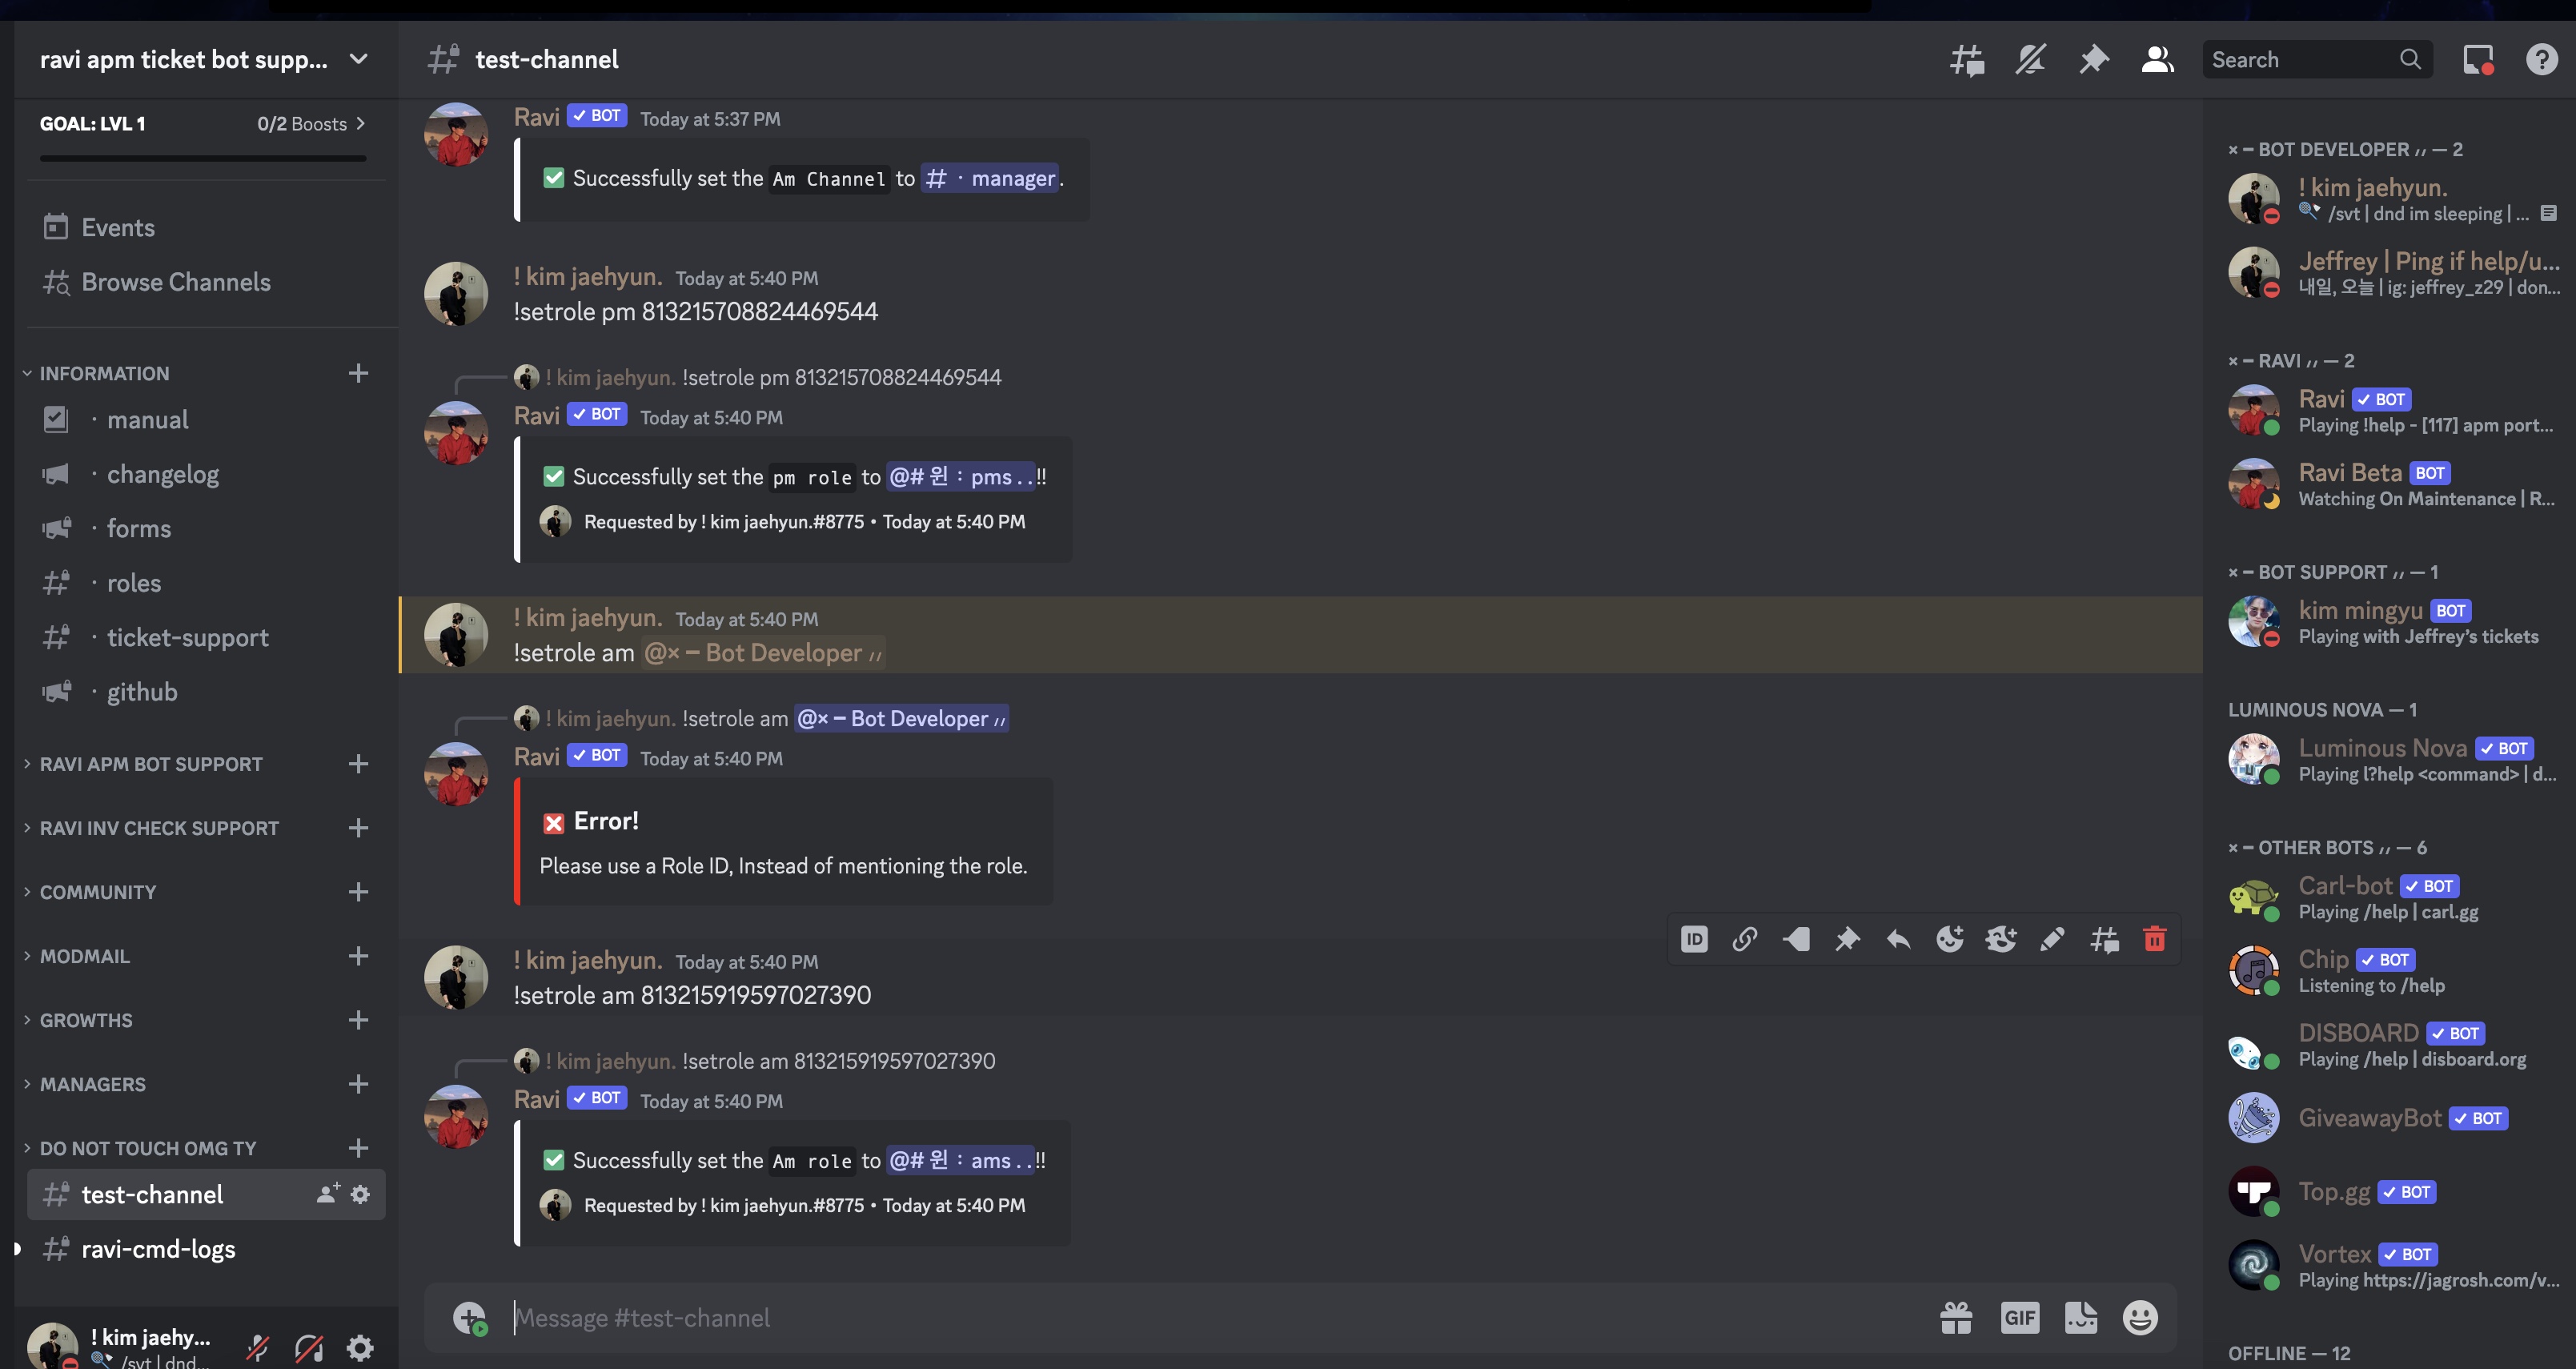 ravi apm ticket bot supp...
GOAL: LVL 1
0/2 Boosts
Events
Browse Channels
INFORMATION
· manual
· changelog
· forms
· roles
· ticket-support
· github
RAVI APM BOT SUPPORT
RAVI INV CHECK SUPPORT
COMMUNITY
MODMAIL
GROWTHS
MANAGERS
DO NOT TOUCH OMG TY
test-channel
ravi-cmd-logs
! kim jaehy...
/svt | dnd...
test-channel
Search
Ravi ✓ BOT Today at 5:37 PM
✅ Successfully set the Am Channel to # · manager.
! kim jaehyun. Today at 5:40 PM
!setrole pm 813215708824469544
! kim jaehyun. !setrole pm 813215708824469544
Ravi ✓ BOT Today at 5:40 PM
✅ Successfully set the pm role to @# 윈 : pms . .!!
Requested by ! kim jaehyun.#8775 • Today at 5:40 PM
! kim jaehyun. Today at 5:40 PM
!setrole am @× – Bot Developer ,,
! kim jaehyun. !setrole am @× – Bot Developer ,,
Ravi ✓ BOT Today at 5:40 PM
❌ Error!
Please use a Role ID, Instead of mentioning the role.
ID
! kim jaehyun. Today at 5:40 PM
!setrole am 813215919597027390
! kim jaehyun. !setrole am 813215919597027390
Ravi ✓ BOT Today at 5:40 PM
✅ Successfully set the Am role to @# 윈 : ams . .!!
Requested by ! kim jaehyun.#8775 • Today at 5:40 PM
Message #test-channel
GIF
× – BOT DEVELOPER ,, — 2
! kim jaehyun.
/svt | dnd im sleeping | ...
Jeffrey | Ping if help/u...
내일, 오늘 | ig: jeffrey_z29 | don...
× – RAVI ,, — 2
Ravi ✓ BOT
Playing !help - [117] apm port...
Ravi Beta BOT
Watching On Maintenance | R...
× – BOT SUPPORT ,, — 1
kim mingyu BOT
Playing with Jeffrey's tickets
LUMINOUS NOVA — 1
Luminous Nova ✓ BOT
Playing l?help <command> | d...
× – OTHER BOTS ,, — 6
Carl-bot ✓ BOT
Playing /help | carl.gg
Chip ✓ BOT
Listening to /help
DISBOARD ✓ BOT
Playing /help | disboard.org
GiveawayBot ✓ BOT
Top.gg ✓ BOT
Vortex ✓ BOT
Playing https://jagrosh.com/v...
OFFLINE — 12